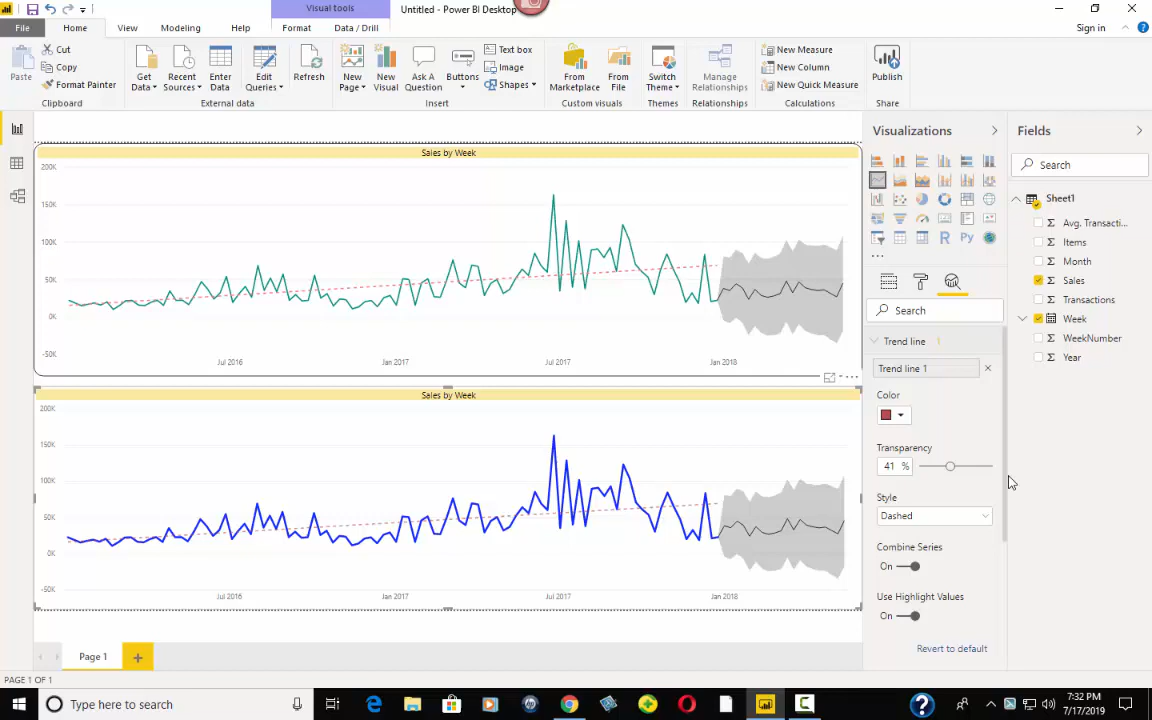 Visual tools
Untitled - Power BI Desktop
File
Home
View
Modeling
Help
Format
Data / Drill
Sign in
Paste
Cut
Copy
Format Painter
Clipboard
Get Data
Recent Sources
Enter Data
Edit Queries
Refresh
External data
New Page
New Visual
Ask A Question
Buttons
Text box
Image
Shapes
Insert
From Marketplace
From File
Custom visuals
Switch Theme
Themes
Manage Relationships
Relationships
New Measure
New Column
New Quick Measure
Calculations
Publish
Share
Sales by Week
200K
150K
100K
50K
0K
-50K
Jul 2016
Jan 2017
Jul 2017
Jan 2018
Sales by Week
200K
150K
100K
50K
0K
-50K
Jul 2016
Jan 2017
Jul 2017
Jan 2018
Visualizations
R
Py
Search
Trend line
Trend line 1
Color
Transparency
41 %
Style
Dashed
Combine Series
On
Use Highlight Values
On
Revert to default
Fields
Search
Sheet1
Σ Avg. Transacti...
Σ Items
Σ Month
Σ Sales
Σ Transactions
Week
Σ WeekNumber
Σ Year
Page 1
PAGE 1 OF 1
Type here to search
7:32 PM
7/17/2019